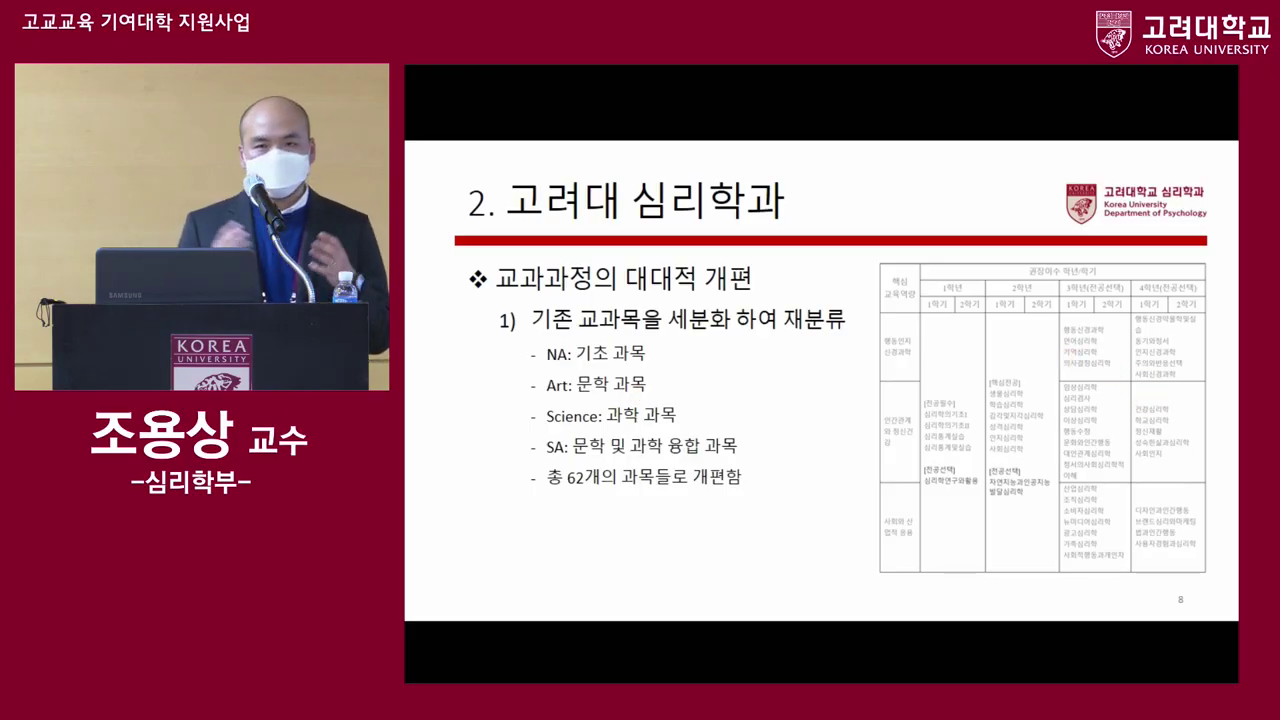 고교교육 기여대학 지원사업
고려대학교
KOREA UNIVERSITY
SAMSUNG
KOREA
UNIVERSITY
조용상 교수
-심리학부-
2. 고려대 심리학과
KOREA
고려대학교 심리학과
Korea University
Department of Psychology
❖ 교과과정의 대대적 개편
1) 기존 교과목을 세분화 하여 재분류
- NA: 기초 과목
- Art: 문학 과목
- Science: 과학 과목
- SA: 문학 및 과학 융합 과목
- 총 62개의 과목들로 개편함
핵심
교육역량
권장이수 학년/학기
1학년 2학년 3학년(전공선택) 4학년(전공선택)
1학기 2학기 1학기 2학기 1학기 2학기 1학기 2학기
행동인지
신경과학
인간관계
와 정신건
강
사회와 산
업적 응용
[전공필수]
심리학의기초I
심리학의기초II
심리통계실습
심리통계및실습
[전공선택]
심리학연구와활용
[핵심전공]
생물심리학
학습심리학
감각및지각심리학
성격심리학
인지심리학
사회심리학
[전공선택]
자연지능과인공지능
발달심리학
행동신경과학
언어심리학
기억심리학
의사결정심리학
행동신경약물학및실
습
동기와정서
인지신경과학
주의와반응선택
사회신경과학
임상심리학
심리검사
상담심리학
이상심리학
행동수정
문화와인간행동
대인관계심리학
정서의사회심리학적
이해
건강심리학
학교심리학
정신재활
성숙한삶과심리학
사회인지
산업심리학
조직심리학
소비자심리학
뉴미디어심리학
광고심리학
가족심리학
사회적행동과개인차
디자인과인간행동
브랜드심리와마케팅
법과인간행동
사용자경험과심리학
8